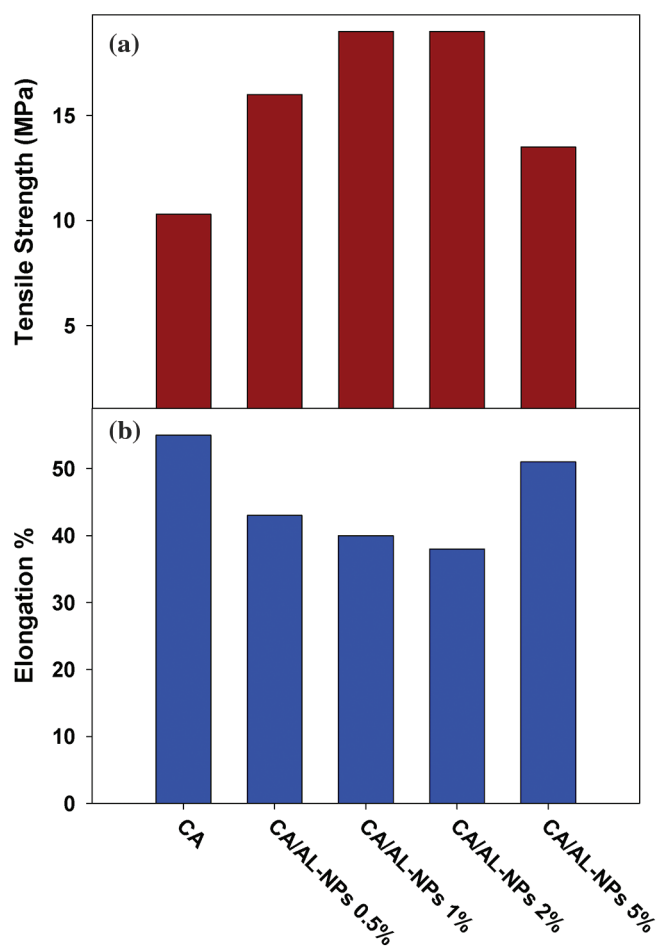 (a)
Tensile Strength (MPa)
15
10
5
(b)
Elongation %
50
40
30
20
10
0
CA
CA/AL-NPs 0.5%
CA/AL-NPs 1%
CA/AL-NPs 2%
CA/AL-NPs 5%